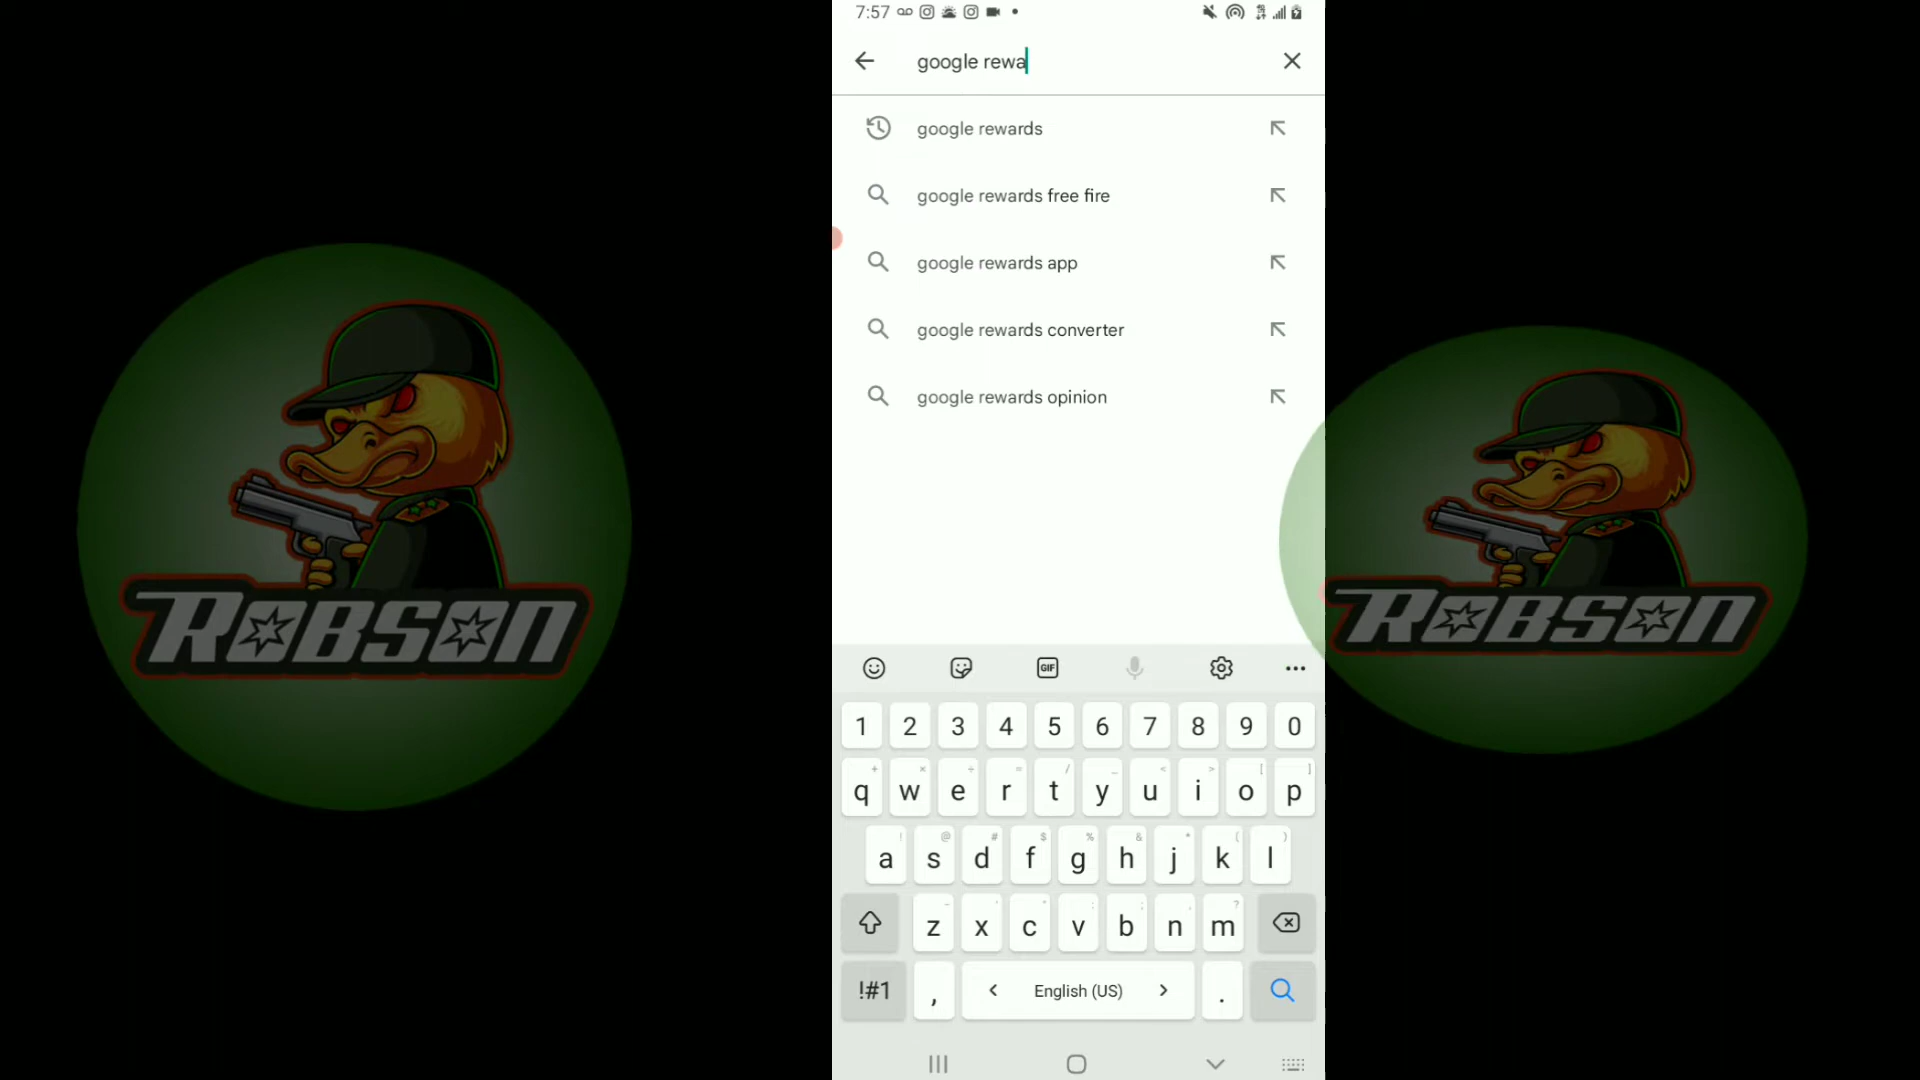 7:57
google rewa
google rewards
google rewards free fire
google rewards app
google rewards converter
google rewards opinion
ROBSON
ROBSON
GIF
1 2 3 4 5 6 7 8 9 0
q w e r t y u i o p
a s d f g h j k l
z x c v b n m
!#1 , < English (US) > .